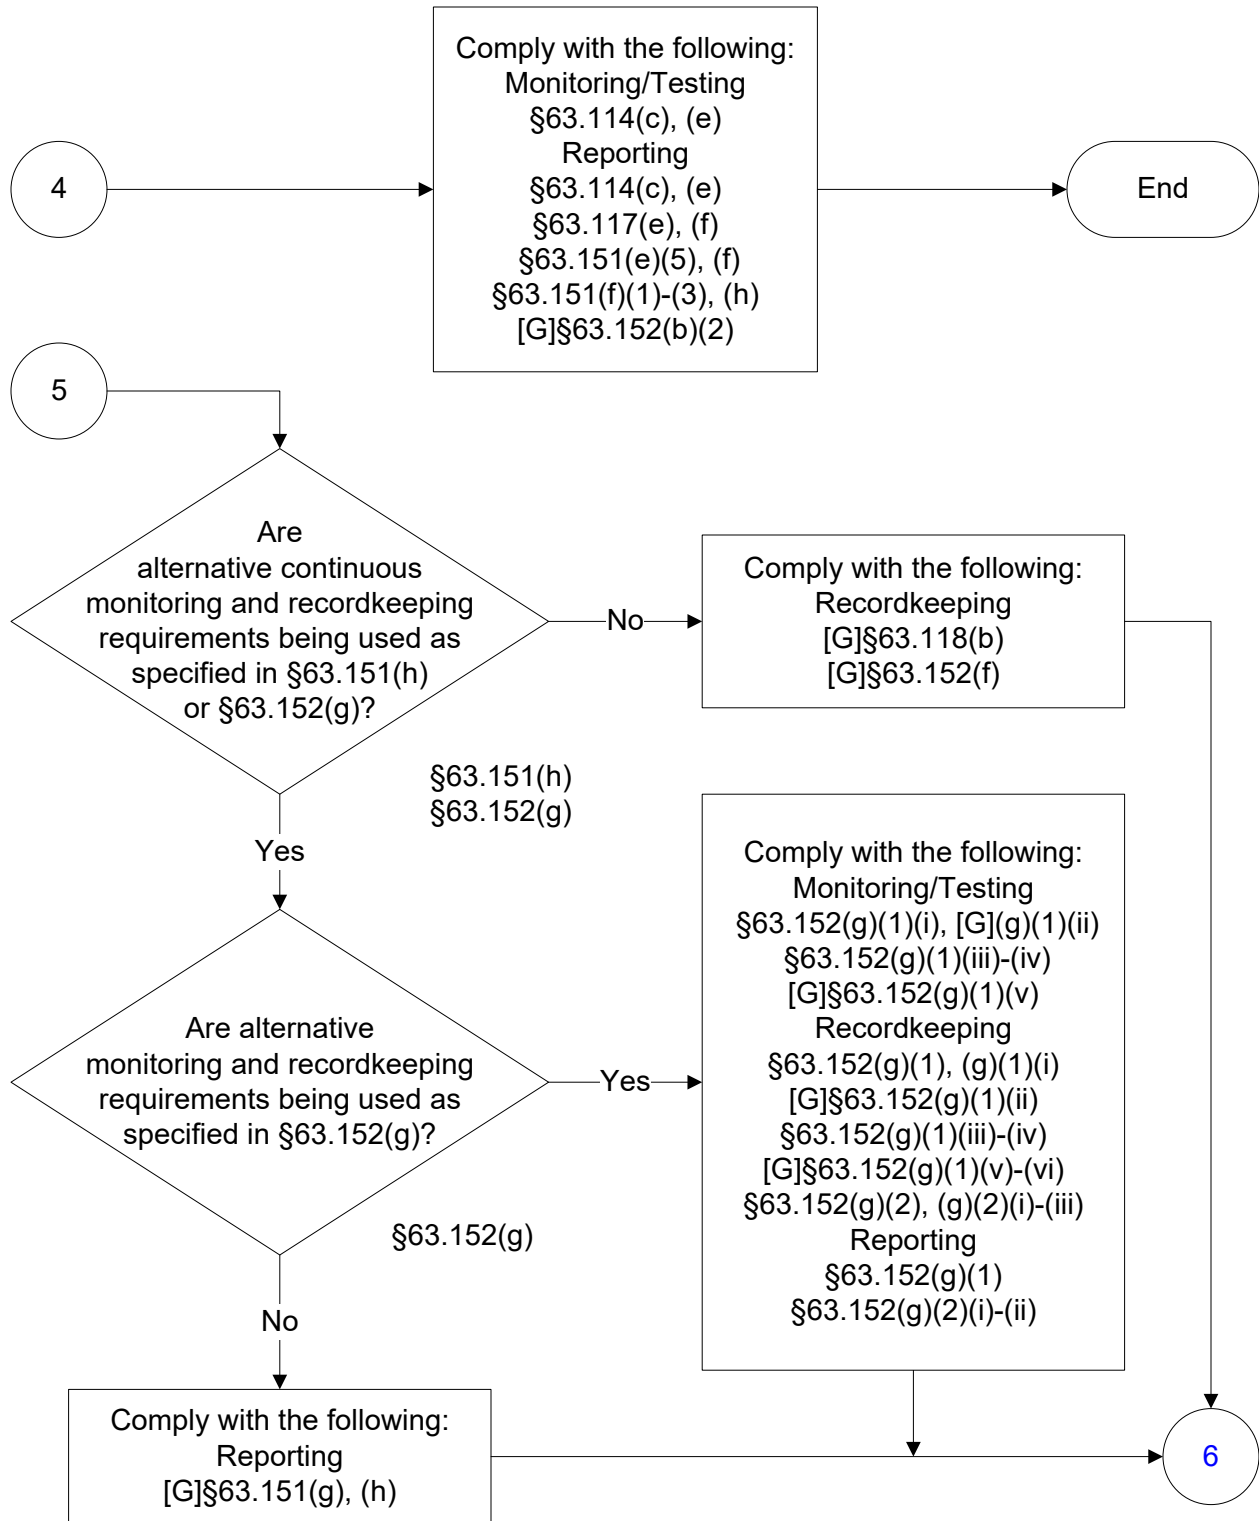 Comply with the following:
Monitoring/Testing
§63.114(c), (e)
Reporting
§63.114(c), (e)
§63.117(e), (f)
§63.151(e)(5), (f)
§63.151(f)(1)-(3), (h)
[G]§63.152(b)(2)
4
End
5
Are
alternative continuous
monitoring and recordkeeping
requirements being used as
specified in §63.151(h)
or §63.152(g)?
No
Comply with the following:
Recordkeeping
[G]§63.118(b)
[G]§63.152(f)
§63.151(h)
§63.152(g)
Yes
Are alternative
monitoring and recordkeeping
requirements being used as
specified in §63.152(g)?
Yes
Comply with the following:
Monitoring/Testing
§63.152(g)(1)(i), [G](g)(1)(ii)
§63.152(g)(1)(iii)-(iv)
[G]§63.152(g)(1)(v)
Recordkeeping
§63.152(g)(1), (g)(1)(i)
[G]§63.152(g)(1)(ii)
§63.152(g)(1)(iii)-(iv)
[G]§63.152(g)(1)(v)-(vi)
§63.152(g)(2), (g)(2)(i)-(iii)
Reporting
§63.152(g)(1)
§63.152(g)(2)(i)-(ii)
§63.152(g)
No
Comply with the following:
Reporting
[G]§63.151(g), (h)
6